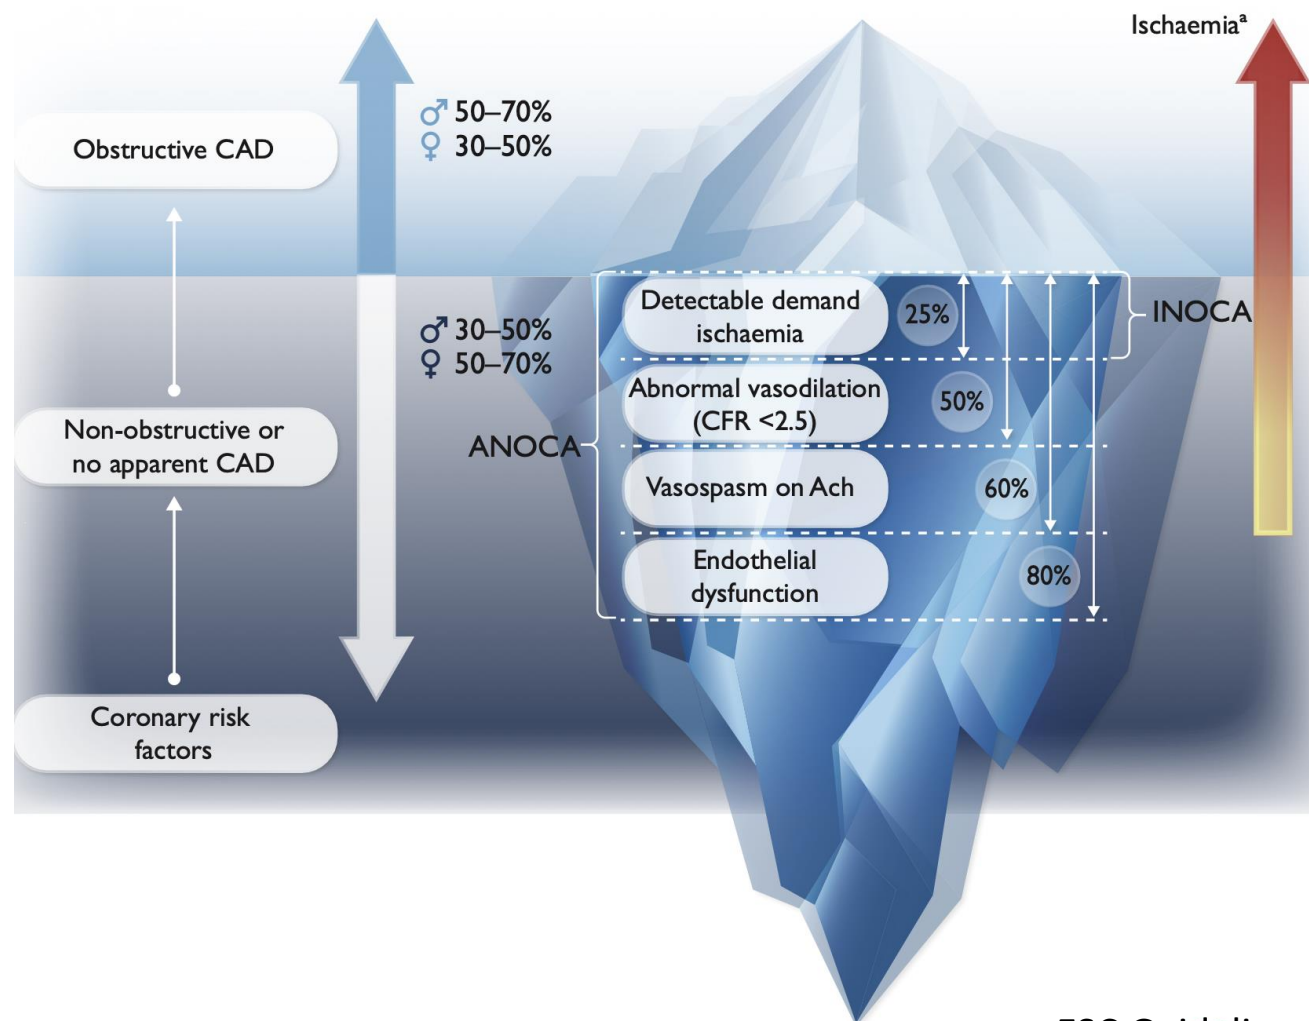 Ischaemiaª
♂ 50–70%
♀ 30–50%
Obstructive CAD
Detectable demand
ischaemia
25%
INOCA
♂ 30–50%
♀ 50–70%
Abnormal vasodilation
(CFR <2.5)
50%
ANOCA
Non-obstructive or
no apparent CAD
Vasospasm on Ach
60%
Endothelial
dysfunction
80%
Coronary risk
factors